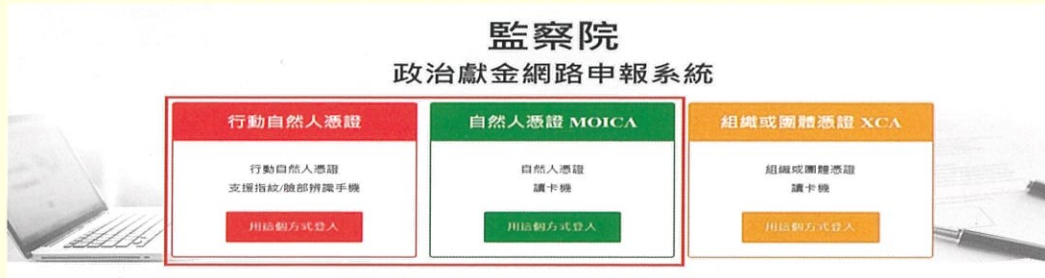 監察院
政治獻金網路申報系統
行動自然人憑證
行動自然人憑證
支援指紋/臉部辨識手機
用這個方式登入
自然人憑證 MOICA
自然人憑證
讀卡機
用這個方式登入
組織或團體憑證 XCA
組織或團體憑證
讀卡機
用這個方式登入